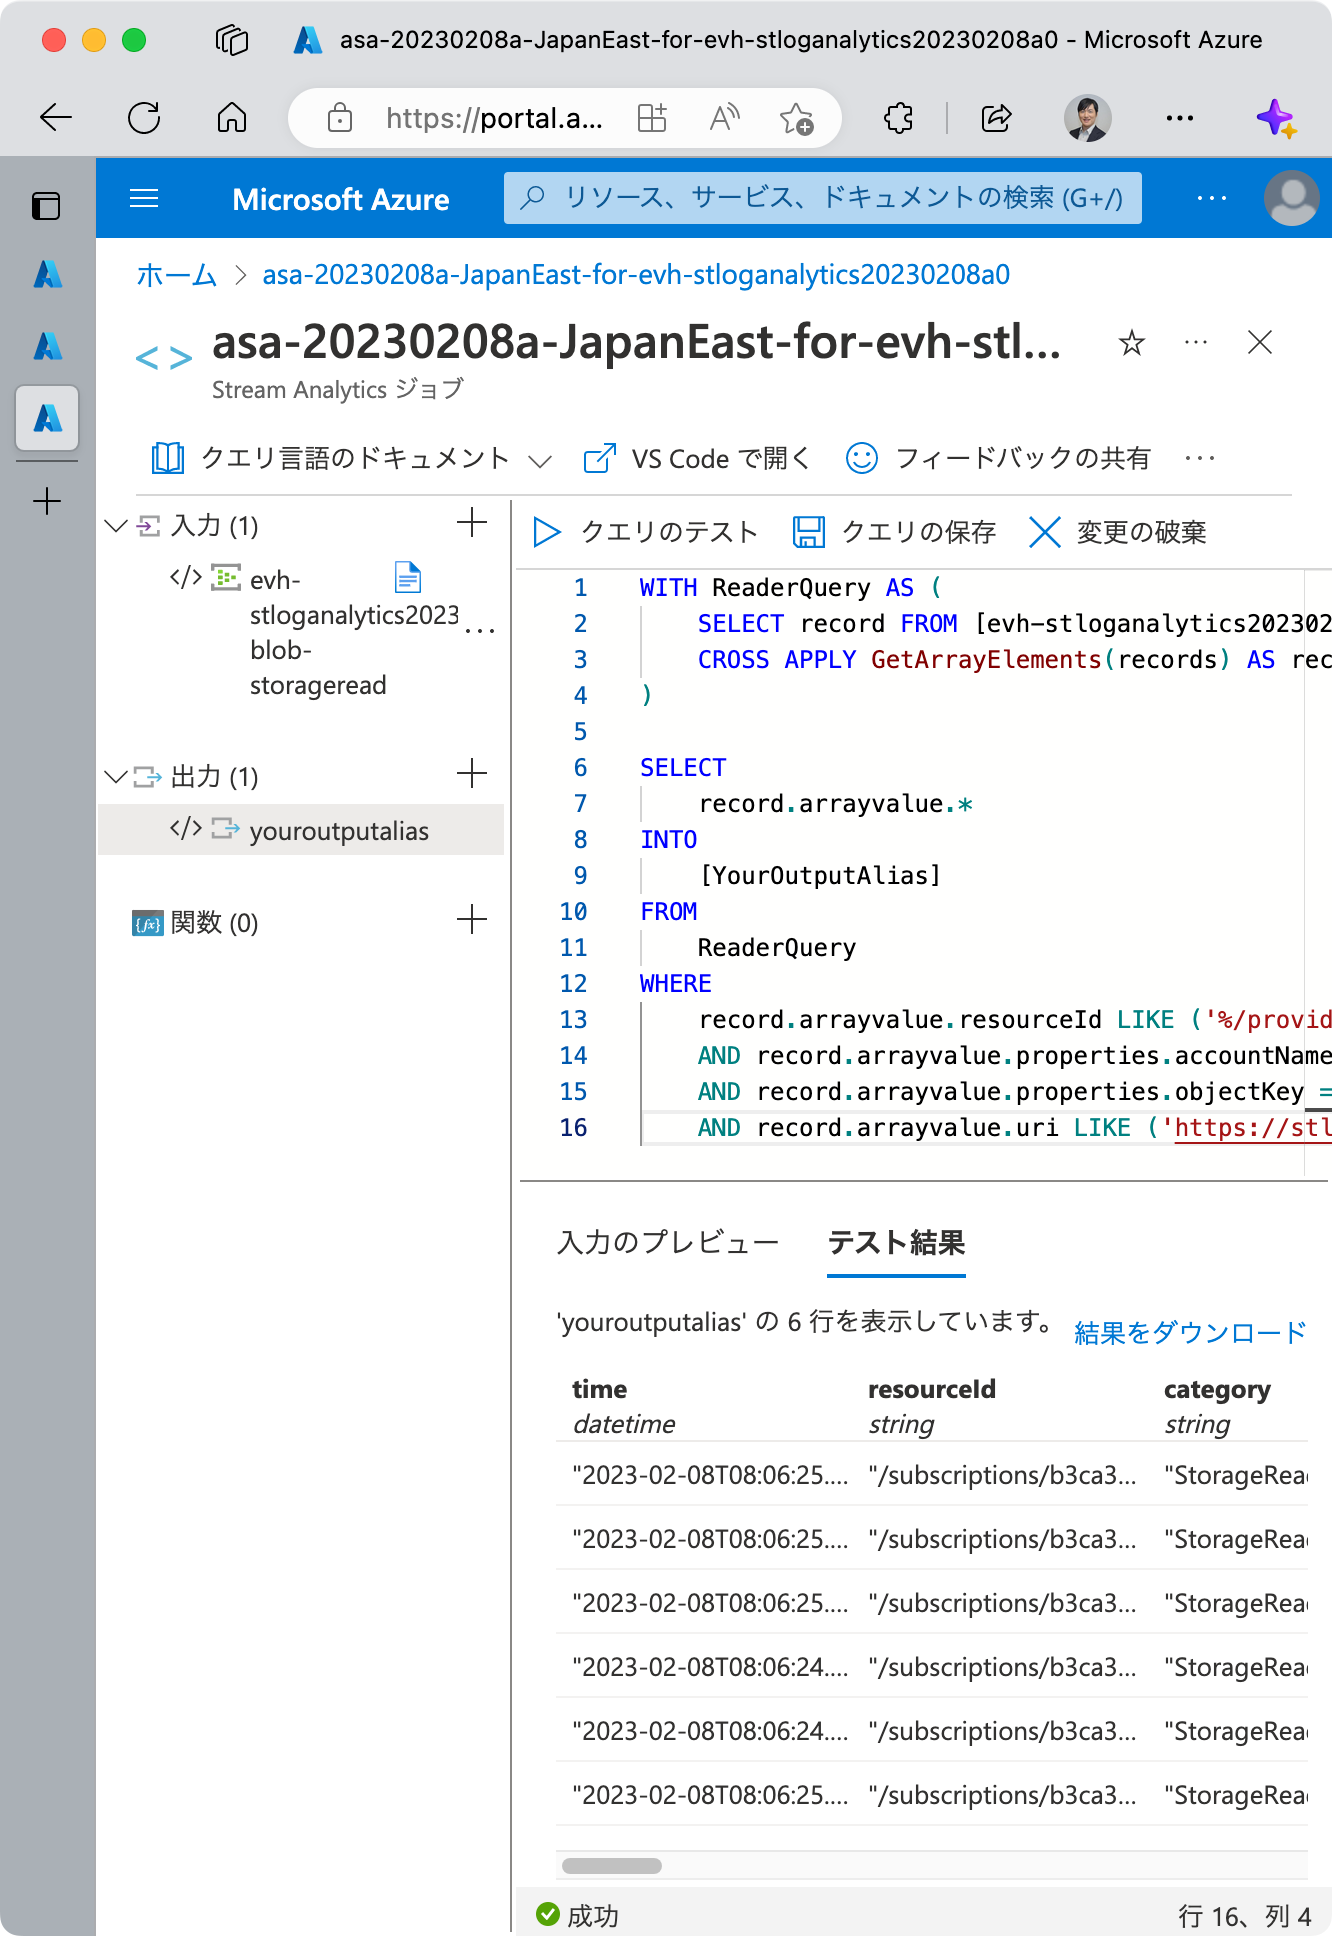 asa-20230208a-JapanEast-for-evh-stloganalytics20230208a0 - Microsoft Azure
https://portal.a...
Microsoft Azure
リソース、サービス、ドキュメントの検索 (G+/)
ホーム > asa-20230208a-JapanEast-for-evh-stloganalytics20230208a0
asa-20230208a-JapanEast-for-evh-stl...
Stream Analytics ジョブ
クエリ言語のドキュメント
VS Code で開く
フィードバックの共有
入力 (1)
evh-
stloganalytics2023
blob-
storageread
出力 (1)
youroutputalias
関数 (0)
クエリのテスト
クエリの保存
変更の破棄
1 WITH ReaderQuery AS (
2 SELECT record FROM [evh-stloganalytics202302
3 CROSS APPLY GetArrayElements(records) AS rec
4 )
5
6 SELECT
7 record.arrayvalue.*
8 INTO
9 [YourOutputAlias]
10 FROM
11 ReaderQuery
12 WHERE
13 record.arrayvalue.resourceId LIKE ('%/provid
14 AND record.arrayvalue.properties.accountName
15 AND record.arrayvalue.properties.objectKey =
16 AND record.arrayvalue.uri LIKE ('https://stl
入力のプレビュー
テスト結果
'youroutputalias' の 6 行を表示しています。
結果をダウンロード
time resourceId category
datetime string string
"2023-02-08T08:06:25.... "/subscriptions/b3ca3... "StorageRea
"2023-02-08T08:06:25.... "/subscriptions/b3ca3... "StorageRea
"2023-02-08T08:06:25.... "/subscriptions/b3ca3... "StorageRea
"2023-02-08T08:06:24.... "/subscriptions/b3ca3... "StorageRea
"2023-02-08T08:06:24.... "/subscriptions/b3ca3... "StorageRea
"2023-02-08T08:06:25.... "/subscriptions/b3ca3... "StorageRea
成功
行 16、列 4